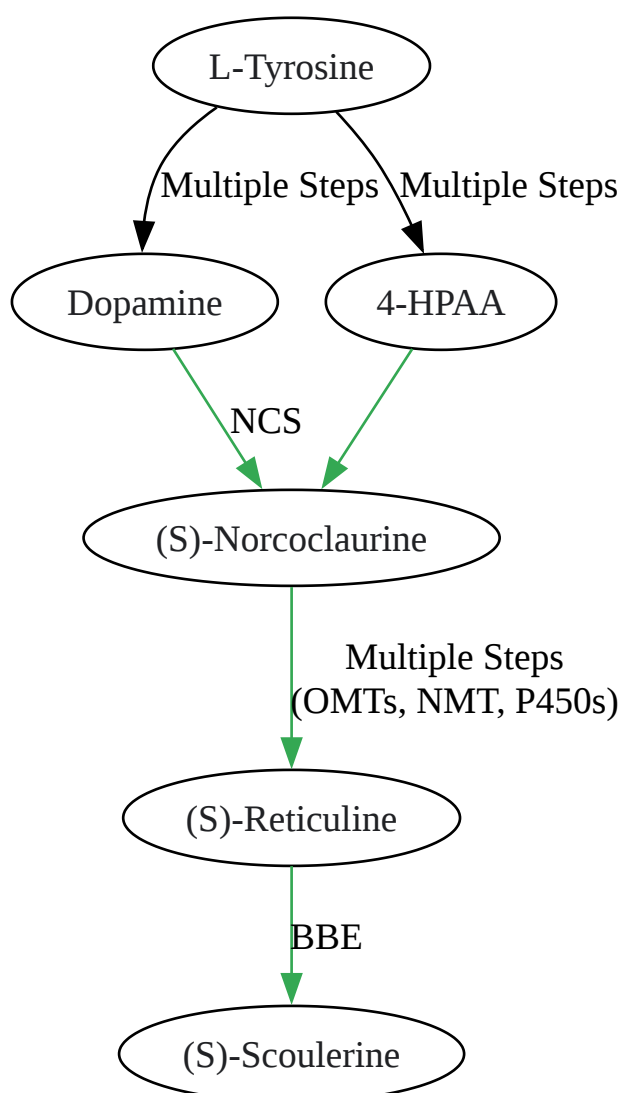 L-Tyrosine
Multiple Steps
Multiple Steps
Dopamine
4-HPAA
NCS
(S)-Norcoclaurine
Multiple Steps
(OMTs, NMT, P450s)
(S)-Reticuline
BBE
(S)-Scoulerine